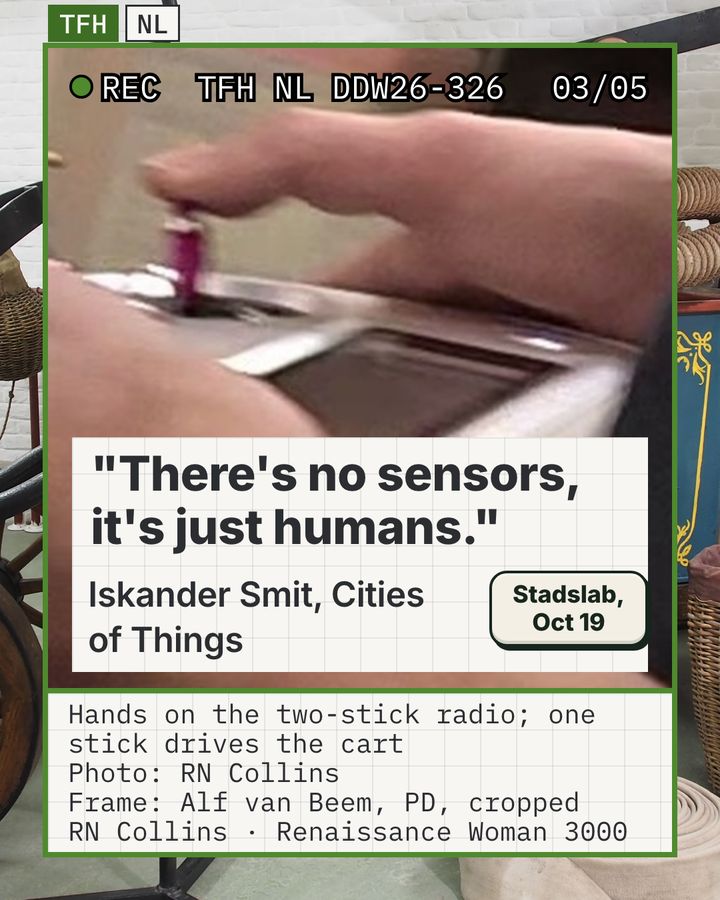 TFH NL
REC TFH NL DDW26-326 03/05
"There's no sensors,
it's just humans."
Iskander Smit, Cities
of Things
Stadslab,
Oct 19
Hands on the two-stick radio; one
stick drives the cart
Photo: RN Collins
Frame: Alf van Beem, PD, cropped
RN Collins · Renaissance Woman 3000